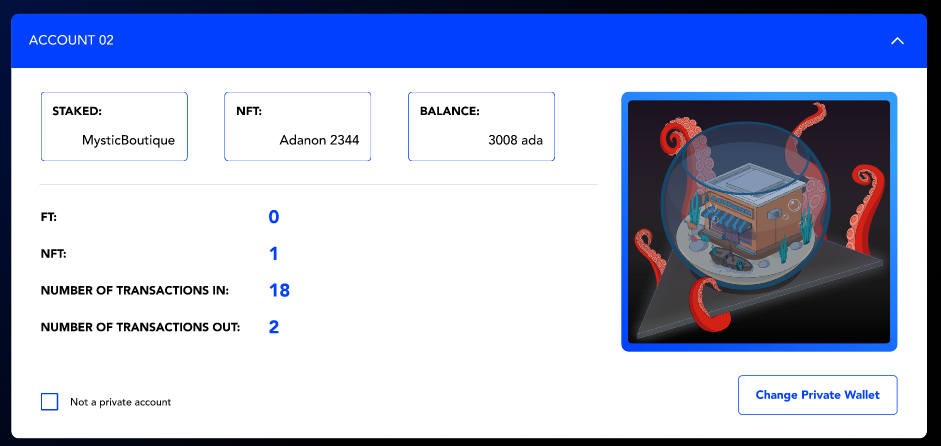 ACCOUNT 02
STAKED:
MysticBoutique
NFT:
Adanon 2344
BALANCE:
3008 ada
FT:
0
NFT:
1
NUMBER OF TRANSACTIONS IN:
18
NUMBER OF TRANSACTIONS OUT:
2
Not a private account
Change Private Wallet